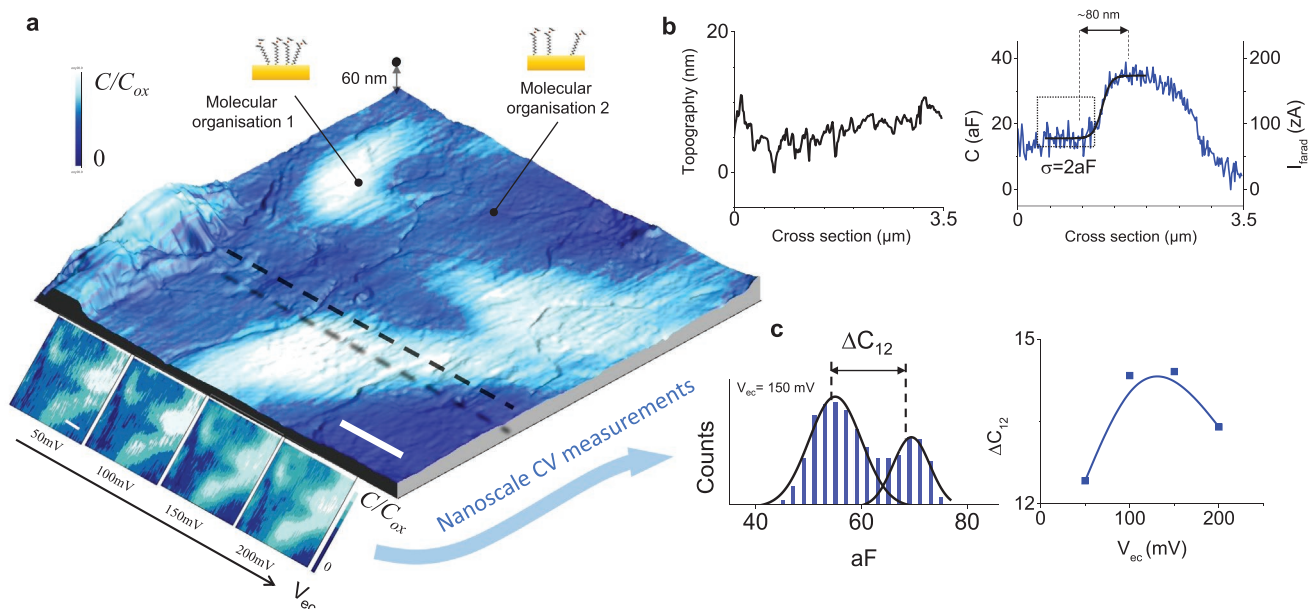 a
C/Cox
0
60 nm
Molecular
organisation 1
Molecular
organisation 2
50mV
100mV
150mV
200mV
Vec
C/Cox
0
Nanoscale CV measurements
b
Topography (nm)
20
10
0
0
3.5
Cross section (µm)
~80 nm
C (aF)
40
20
0
σ=2aF
200
100
0
Ifarad (zA)
0
3.5
Cross section (µm)
c
ΔC12
Vec= 150 mV
Counts
40
60
80
aF
15
12
ΔC12
0
100
200
Vec (mV)